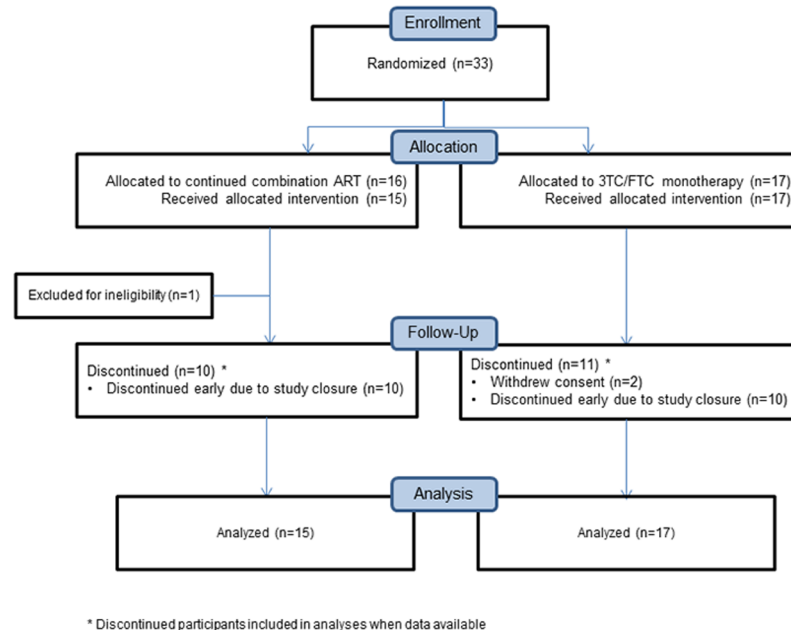 Enrollment
Randomized (n=33)
Allocation
Allocated to continued combination ART (n=16)
Received allocated intervention (n=15)
Allocated to 3TC/FTC monotherapy (n=17)
Received allocated intervention (n=17)
Excluded for ineligibility (n=1)
Follow-Up
Discontinued (n=10) *
• Discontinued early due to study closure (n=10)
Discontinued (n=11) *
• Withdrew consent (n=2)
• Discontinued early due to study closure (n=10)
Analysis
Analyzed (n=15)
Analyzed (n=17)
* Discontinued participants included in analyses when data available